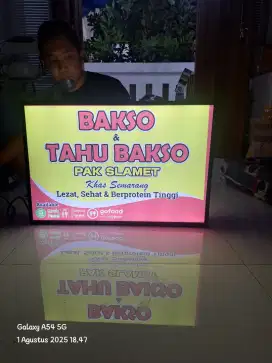 BAKSO
&
TAHU BAKSO
PAK SLAMET
Khas Semarang
Lezat, Sehat & Berprotein Tinggi
gofood
Galaxy A54 5G
1 Agustus 2025 18.47